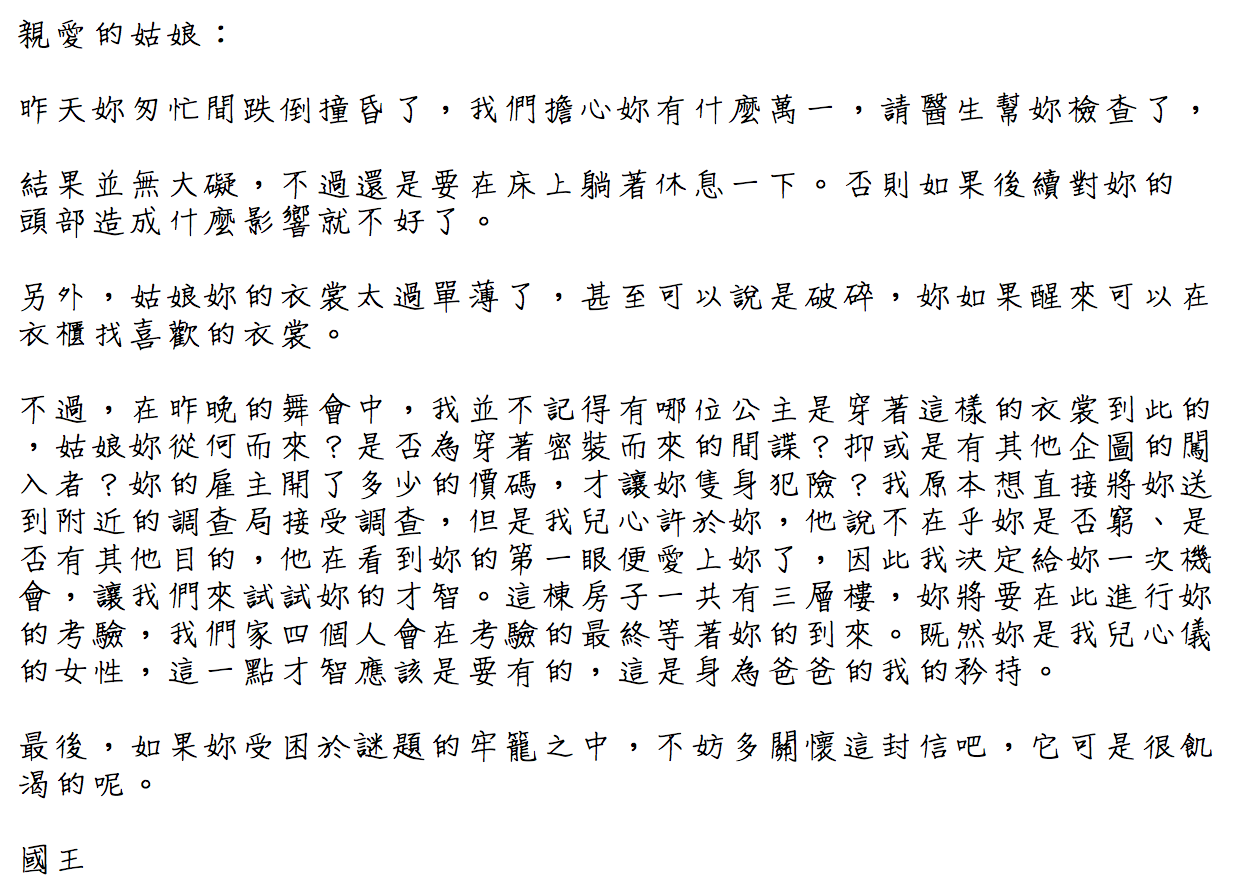 親愛的姑娘：
昨天妳匆忙間跌倒撞昏了，我們擔心妳有什麼萬一，請醫生幫妳檢查了，
結果並無大礙，不過還是要在床上躺著休息一下。否則如果後續對妳的
頭部造成什麼影響就不好了。
另外，姑娘妳的衣裳太過單薄了，甚至可以說是破碎，妳如果醒來可以在
衣櫃找喜歡的衣裳。
不過，在昨晚的舞會中，我並不記得有哪位公主是穿著這樣的衣裳到此的
，姑娘妳從何而來？是否為穿著密裝而來的間諜？抑或是有其他企圖的闖
入者？妳的雇主開了多少的價碼，才讓妳隻身犯險？我原本想直接將妳送
到附近的調查局接受調查，但是我兒心許於妳，他說不在乎妳是否窮、是
否有其他目的，他在看到妳的第一眼便愛上妳了，因此我決定給妳一次機
會，讓我們來試試妳的才智。這棟房子一共有三層樓，妳將要在此進行妳
的考驗，我們家四個人會在考驗的最終等著妳的到來。既然妳是我兒心儀
的女性，這一點才智應該是要有的，這是身為爸爸的我的矜持。
最後，如果妳受困於謎題的牢籠之中，不妨多關懷這封信吧，它可是很飢
渴的呢。
國王